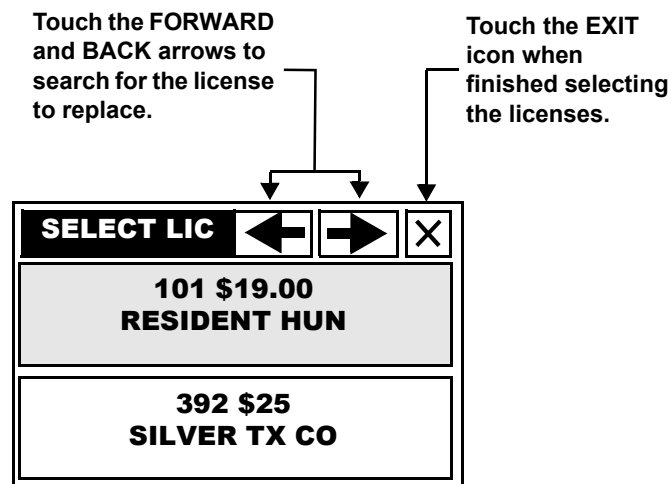 Touch the FORWARD
and BACK arrows to
search for the license
to replace.
Touch the EXIT
icon when
finished selecting
the licenses.
SELECT LIC
101 $19.00
RESIDENT HUN
392 $25
SILVER TX CO